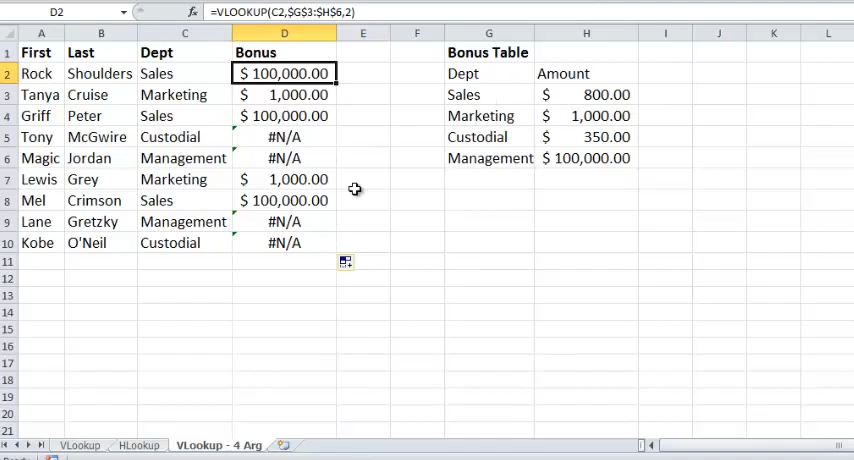 D2 fx =VLOOKUP(C2,$G$3:$H$6,2)
A B C D E F G H I J K L
1 First Last Dept Bonus Bonus Table
2 Rock Shoulders Sales $ 100,000.00 Dept Amount
3 Tanya Cruise Marketing $ 1,000.00 Sales $ 800.00
4 Griff Peter Sales $ 100,000.00 Marketing $ 1,000.00
5 Tony McGwire Custodial #N/A Custodial $ 350.00
6 Magic Jordan Management #N/A Management $ 100,000.00
7 Lewis Grey Marketing $ 1,000.00
8 Mel Crimson Sales $ 100,000.00
9 Lane Gretzky Management #N/A
10 Kobe O'Neil Custodial #N/A
11
12
13
14
15
16
17
18
19
20
21
VLookup HLookup VLookup - 4 Arg